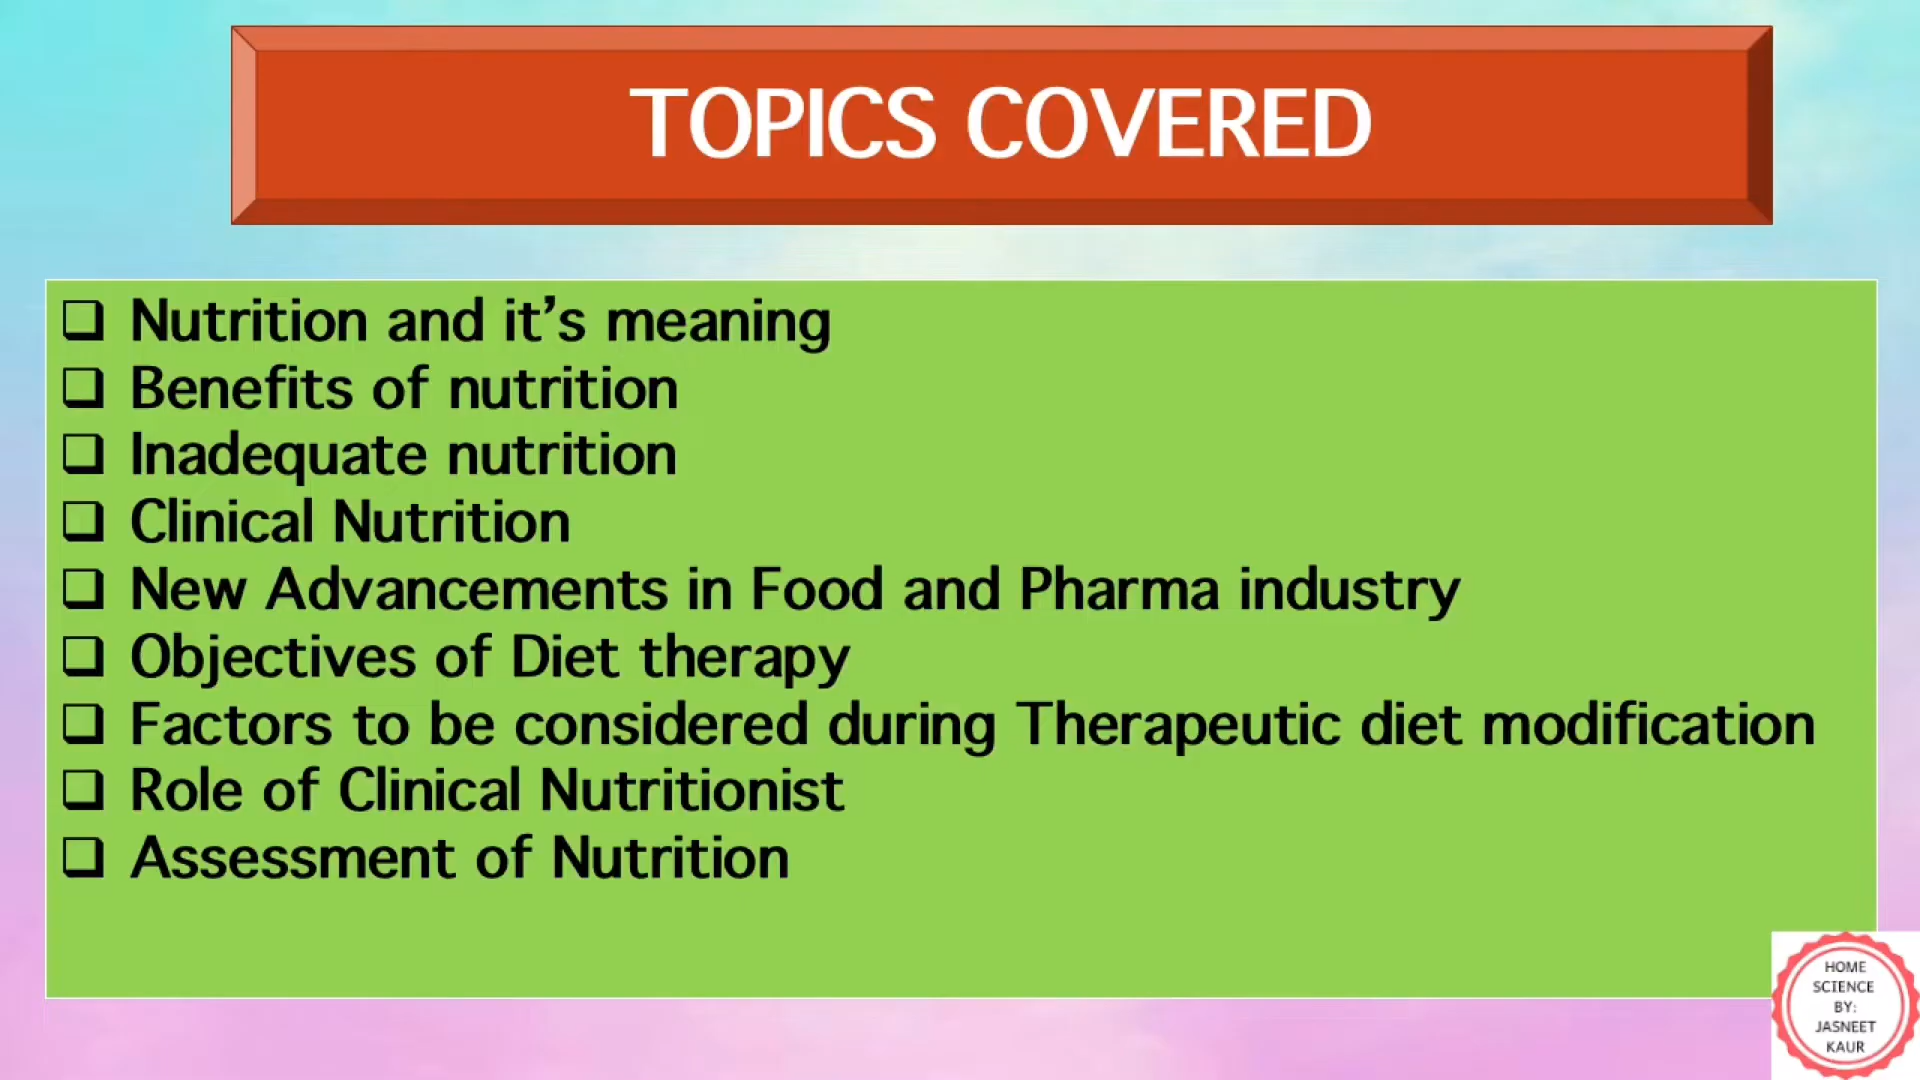 TOPICS COVERED
Nutrition and it’s meaning
Benefits of nutrition
Inadequate nutrition
Clinical Nutrition
New Advancements in Food and Pharma industry
Objectives of Diet therapy
Factors to be considered during Therapeutic diet modification
Role of Clinical Nutritionist
Assessment of Nutrition
HOME
SCIENCE
BY:
JASNEET
KAUR